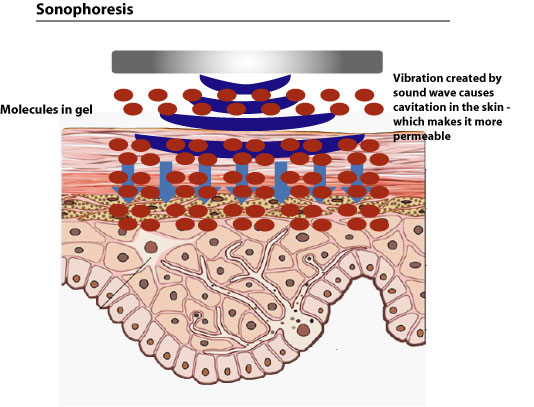 Sonophoresis
Molecules in gel
Vibration created by
sound wave causes
cavitation in the skin -
which makes it more
permeable